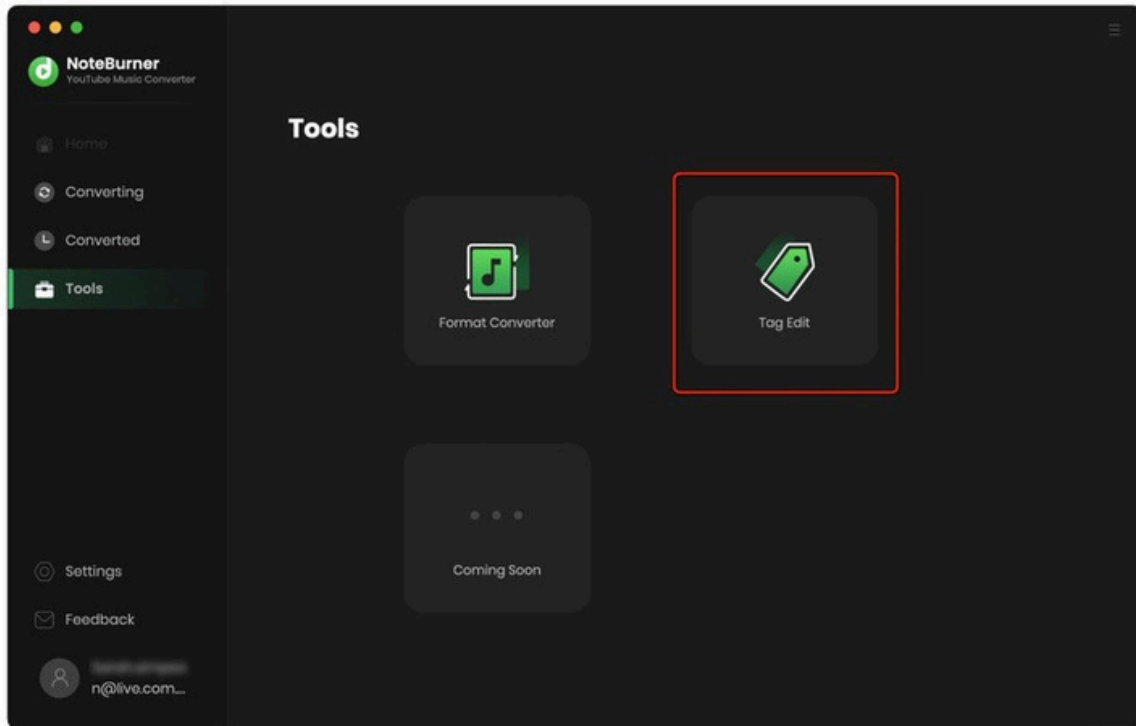 NoteBurner
YouTube Music Converter
Home
Converting
Converted
Tools
Settings
Feedback
n@live.com...
Tools
Format Converter
Tag Edit
Coming Soon